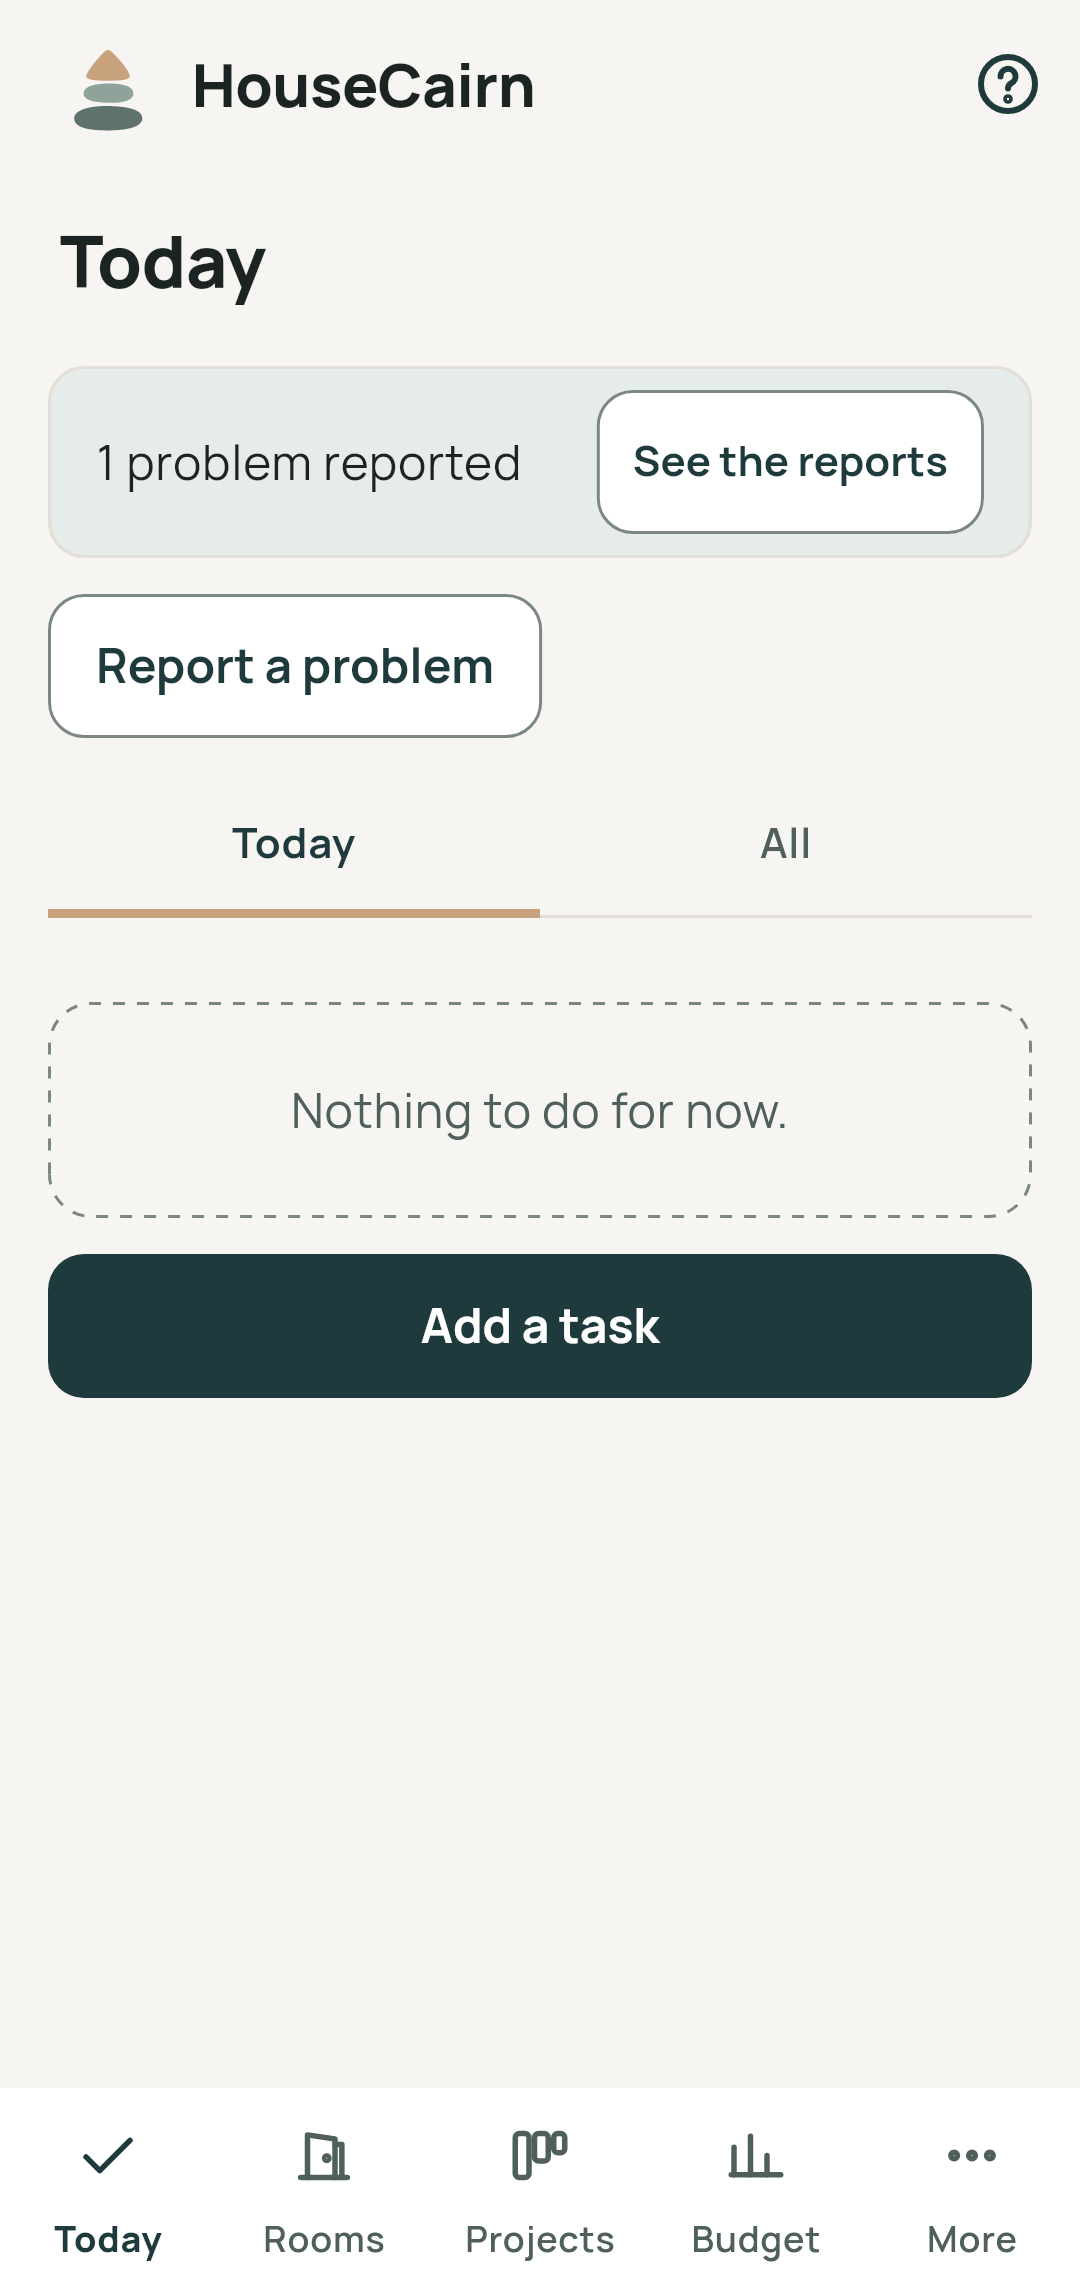 HouseCairn
Today
1 problem reported
See the reports
Report a problem
Today
All
Nothing to do for now.
Add a task
Today
Rooms
Projects
Budget
More